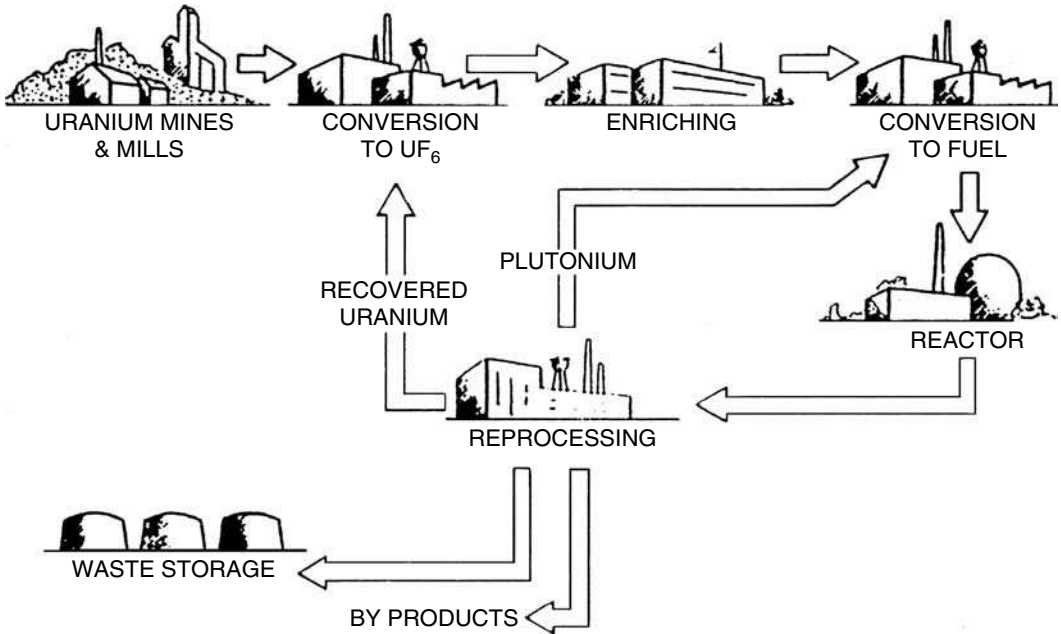 URANIUM MINES
& MILLS
CONVERSION
TO UF₆
ENRICHING
CONVERSION
TO FUEL
PLUTONIUM
RECOVERED
URANIUM
REACTOR
REPROCESSING
WASTE STORAGE
BY PRODUCTS